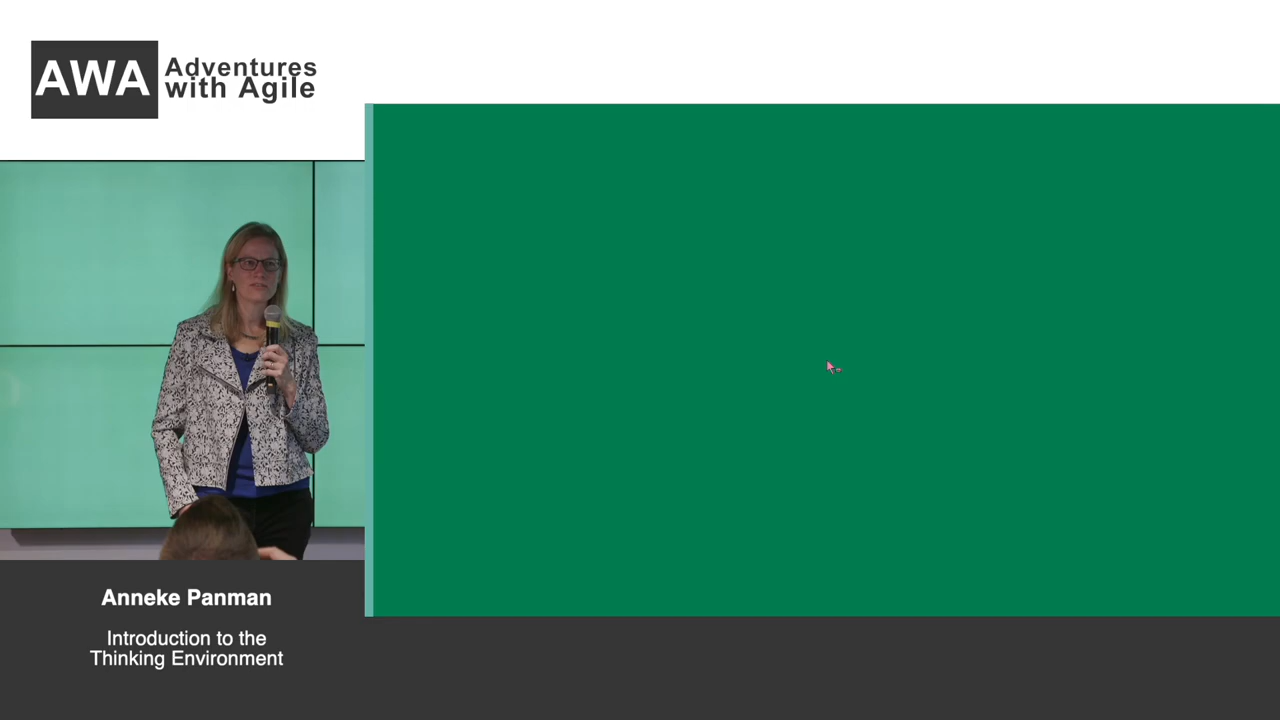 AWA
Adventures
with Agile
Anneke Panman
Introduction to the
Thinking Environment